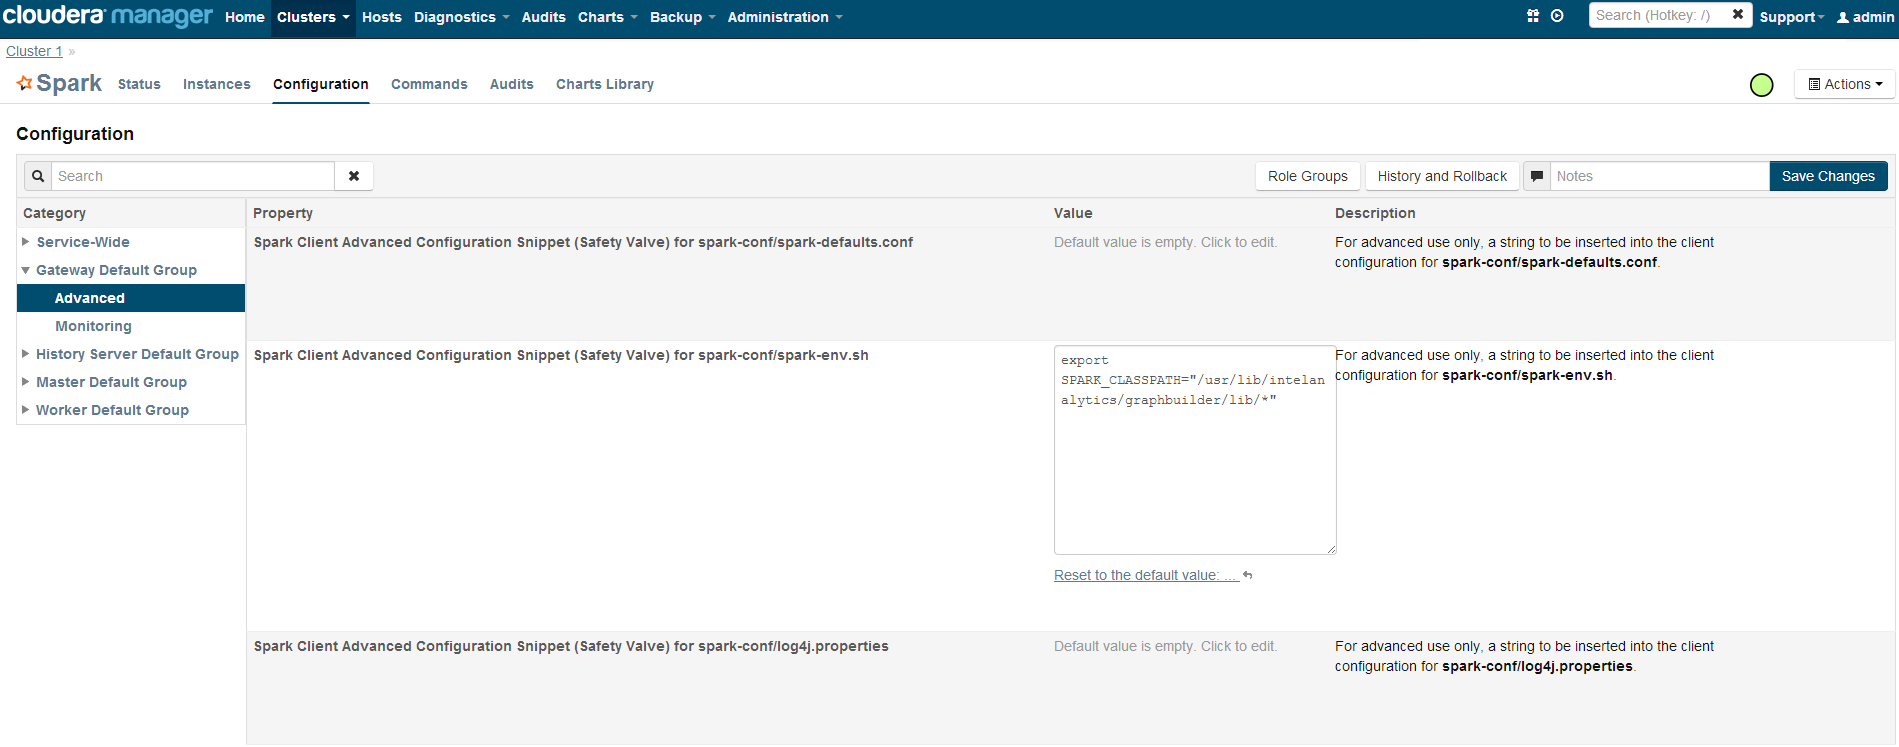 cloudera manager Home Clusters Hosts Diagnostics Audits Charts Backup Administration Search (Hotkey: /) Support admin
Cluster 1 »
Spark Status Instances Configuration Commands Audits Charts Library Actions
Configuration
Search Role Groups History and Rollback Notes Save Changes
Category Property Value Description
Service-Wide
Gateway Default Group
Advanced
Monitoring
History Server Default Group
Master Default Group
Worker Default Group
Spark Client Advanced Configuration Snippet (Safety Valve) for spark-conf/spark-defaults.conf
Default value is empty. Click to edit.
For advanced use only, a string to be inserted into the client
configuration for spark-conf/spark-defaults.conf.
Spark Client Advanced Configuration Snippet (Safety Valve) for spark-conf/spark-env.sh
export
SPARK_CLASSPATH="/usr/lib/intelan
alytics/graphbuilder/lib/*"
Reset to the default value: ...
For advanced use only, a string to be inserted into the client
configuration for spark-conf/spark-env.sh.
Spark Client Advanced Configuration Snippet (Safety Valve) for spark-conf/log4j.properties
Default value is empty. Click to edit.
For advanced use only, a string to be inserted into the client
configuration for spark-conf/log4j.properties.